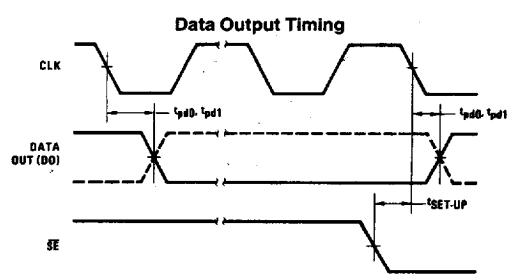 Data Output Timing
CLK
tpd0, tpd1
tpd0, tpd1
DATA
OUT (DO)
tSET-UP
SE